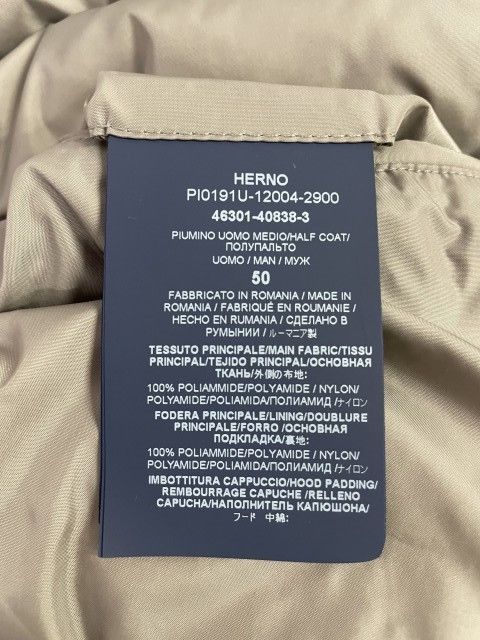 HERNO
PI0191U-12004-2900
46301-40838-3
PIUMINO UOMO MEDIO/HALF COAT/
ПОЛУПАЛЬТО
UOMO / MAN / МУЖ
50
FABBRICATO IN ROMANIA / MADE IN
ROMANIA / FABRIQUÉ EN ROUMANIE /
HECHO EN RUMANIA / СДЕЛАНО В
РУМЫНИИ / ルーマニア製
TESSUTO PRINCIPALE/MAIN FABRIC/TISSU
PRINCIPAL/TEJIDO PRINCIPAL/ОСНОВНАЯ
ТКАНЬ/外側の布地:
100% POLIAMMIDE/POLYAMIDE / NYLON/
POLYAMIDE/POLIAMIDA/ПОЛИАМИД /ナイロン
FODERA PRINCIPALE/LINING/DOUBLURE
PRINCIPALE/FORRO /ОСНОВНАЯ
ПОДКЛАДКА/裏地:
100% POLIAMMIDE/POLYAMIDE / NYLON/
POLYAMIDE/POLIAMIDA/ПОЛИАМИД /ナイロン
IMBOTTITURA CAPPUCCIO/HOOD PADDING/
REMBOURRAGE CAPUCHE /RELLENO
CAPUCHA/НАПОЛНИТЕЛЬ КАПЮШОНА/
フード 中綿: